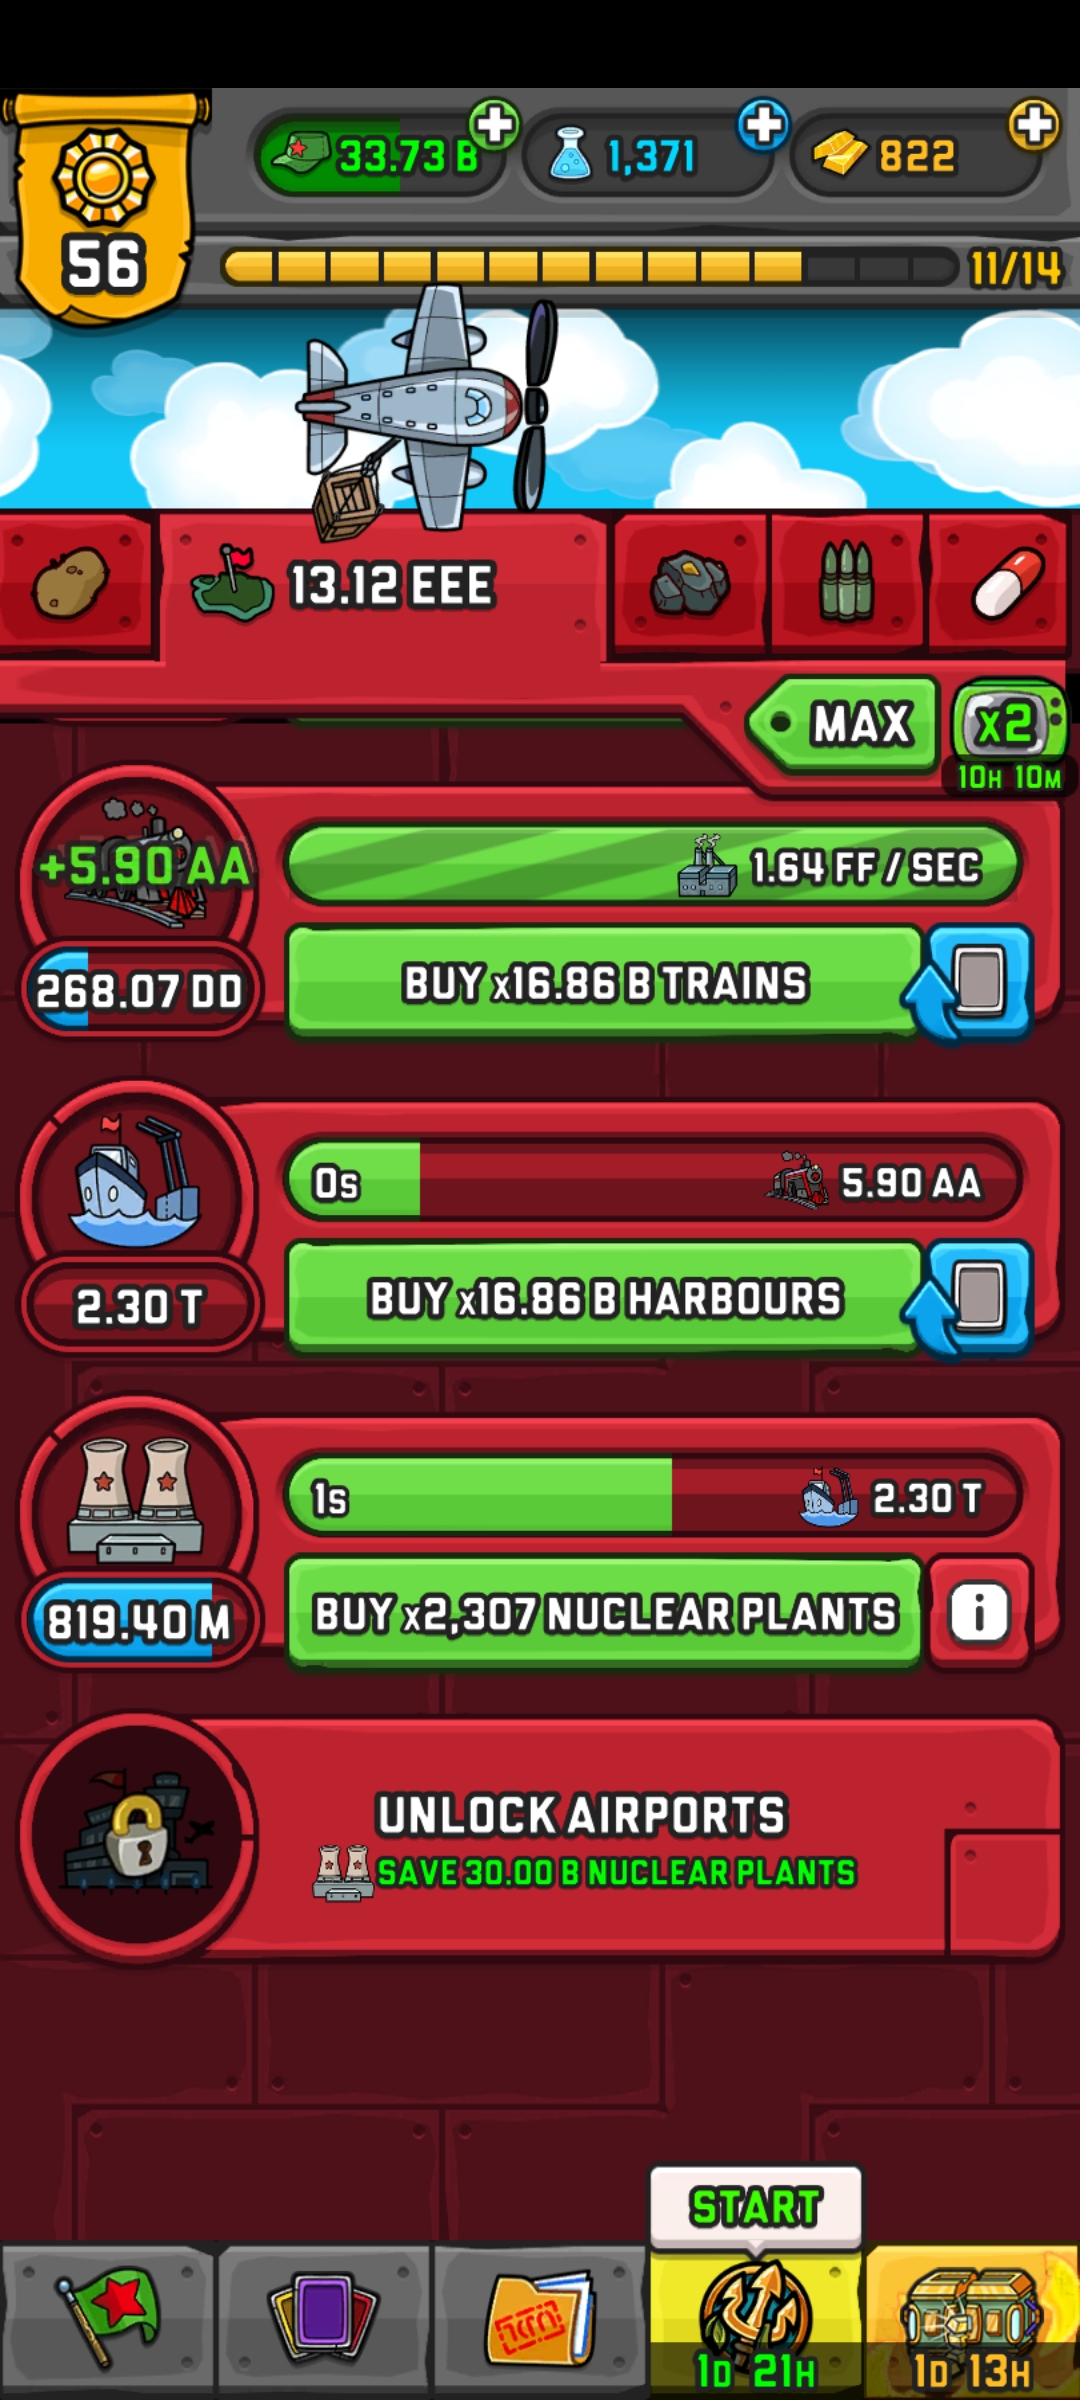 33.73 B
1,371
822
56
11/14
13.12 EEE
MAX
x2
10H 10M
+5.90 AA
1.64 FF / SEC
268.07 DD
BUY x16.86 B TRAINS
0s
5.90 AA
2.30 T
BUY x16.86 B HARBOURS
1s
2.30 T
819.40 M
BUY x2,307 NUCLEAR PLANTS
i
UNLOCK AIRPORTS
SAVE 30.00 B NUCLEAR PLANTS
START
1D 21H
1D 13H